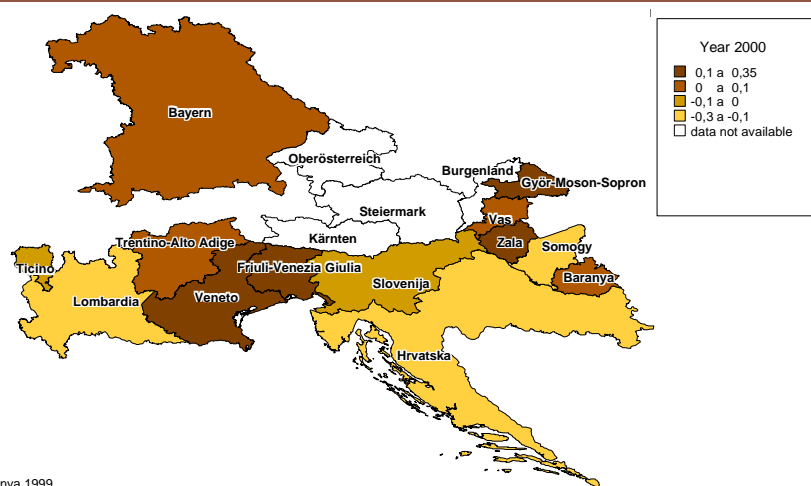 Year 2000
0,1 a 0,35
0 a 0,1
-0,1 a 0
-0,3 a -0,1
data not available
Bayern
Oberösterreich
Burgenland
Györ-Moson-Sopron
Steiermark
Vas
Kärnten
Trentino-Alto Adige
Zala
Somogy
Ticino
Friuli-Venezia Giulia
Baranya
Slovenija
Veneto
Lombardia
Hrvatska
nya 1999